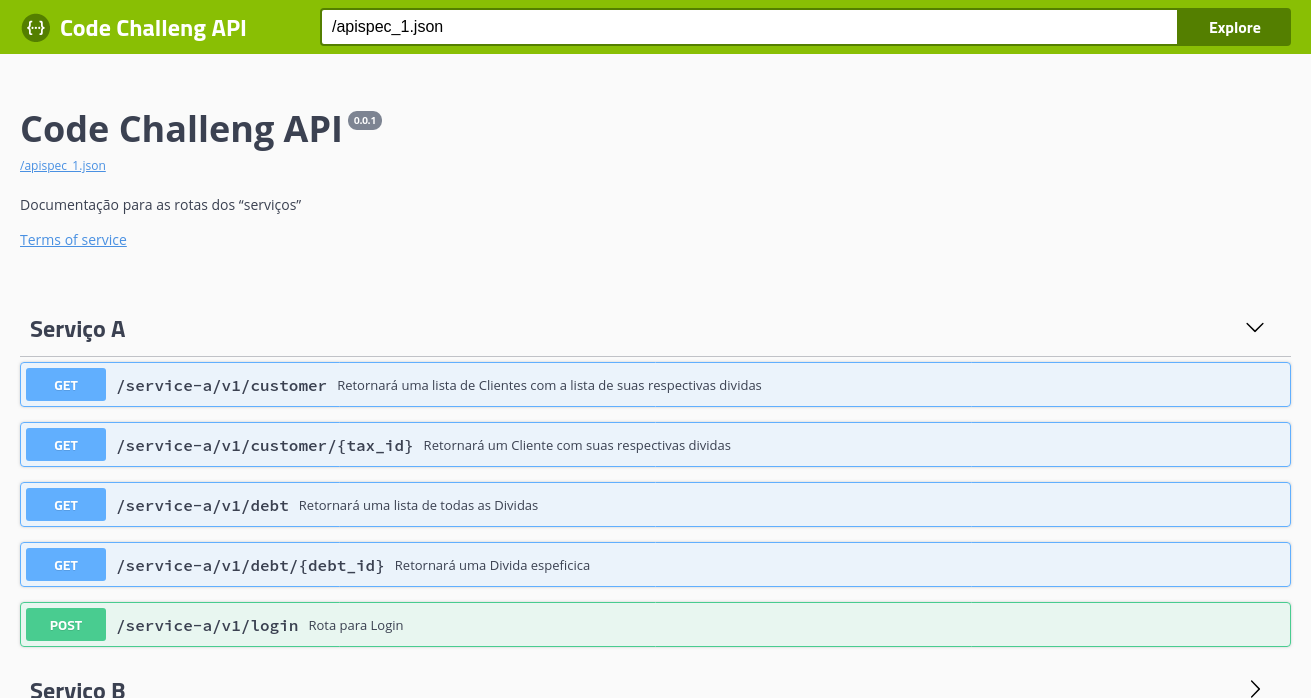 {··} Code Challeng API /apispec_1.json Explore
Code Challeng API 0.0.1
/apispec_1.json
Documentação para as rotas dos “serviços”
Terms of service
Serviço A
GET /service-a/v1/customer Retornará uma lista de Clientes com a lista de suas respectivas dividas
GET /service-a/v1/customer/{tax_id} Retornará um Cliente com suas respectivas dividas
GET /service-a/v1/debt Retornará uma lista de todas as Dividas
GET /service-a/v1/debt/{debt_id} Retornará uma Divida espeficica
POST /service-a/v1/login Rota para Login
Serviço B